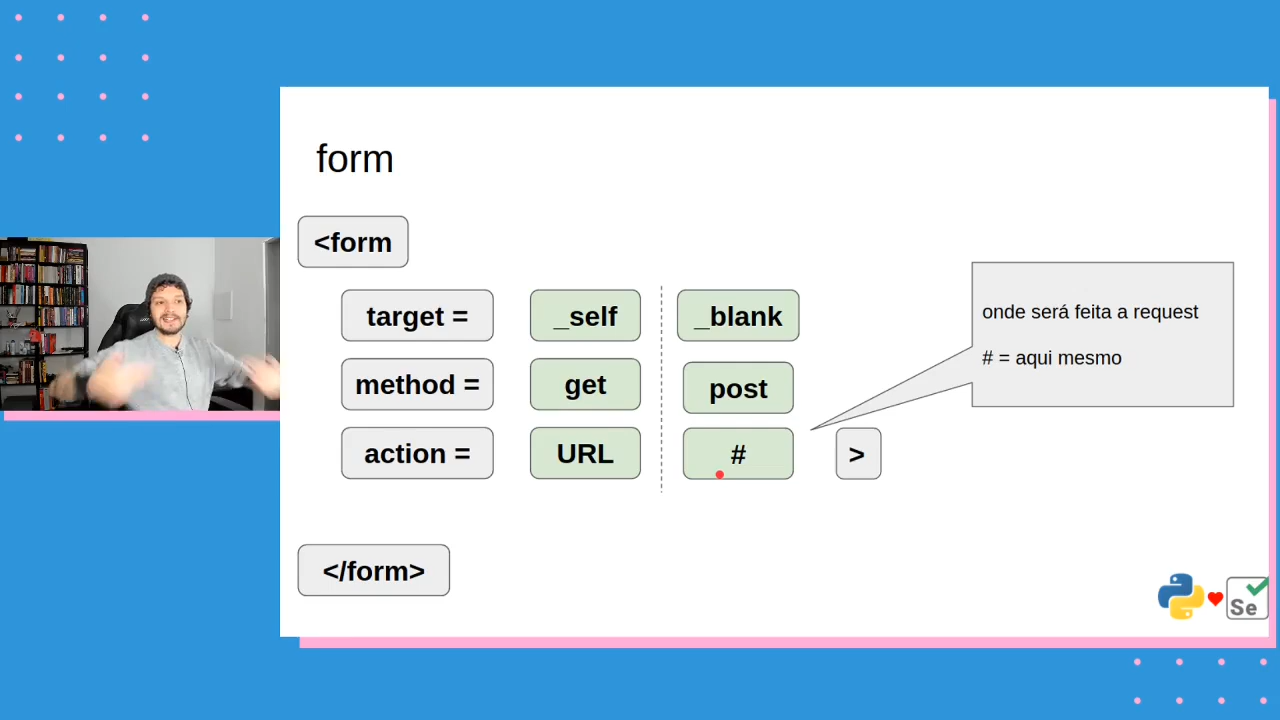 form
<form
target = _self _blank
method = get post
action = URL # >
</form>
onde será feita a request
# = aqui mesmo
Se